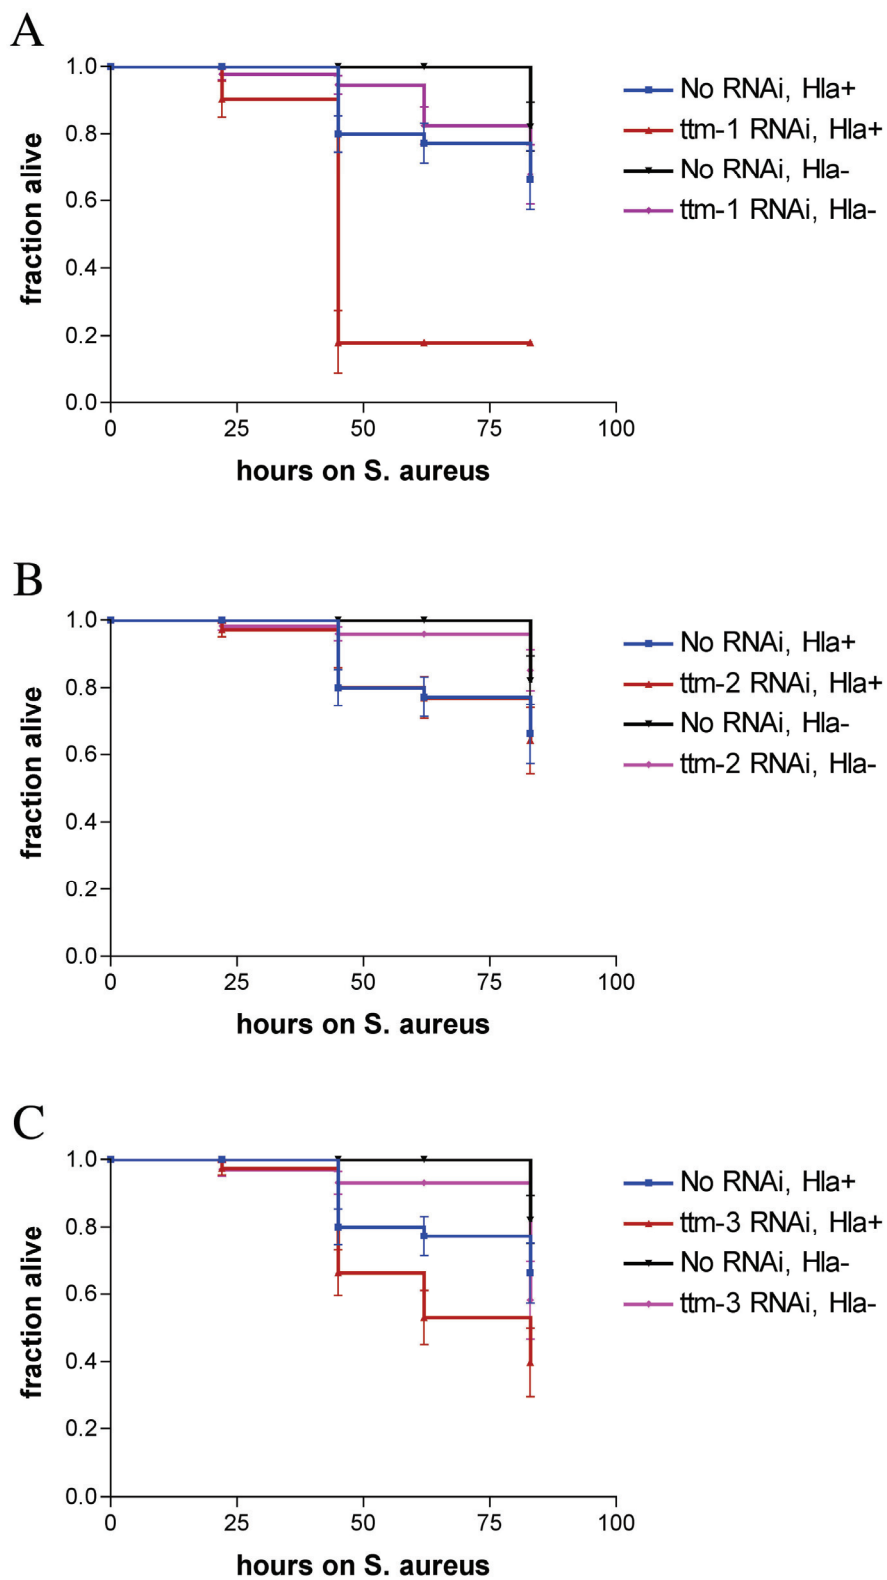 A
1.0
0.8
0.6
0.4
0.2
0.0
fraction alive
0 25 50 75 100
hours on S. aureus
No RNAi, Hla+
ttm-1 RNAi, Hla+
No RNAi, Hla-
ttm-1 RNAi, Hla-
B
1.0
0.8
0.6
0.4
0.2
0.0
fraction alive
0 25 50 75 100
hours on S. aureus
No RNAi, Hla+
ttm-2 RNAi, Hla+
No RNAi, Hla-
ttm-2 RNAi, Hla-
C
1.0
0.8
0.6
0.4
0.2
0.0
fraction alive
0 25 50 75 100
hours on S. aureus
No RNAi, Hla+
ttm-3 RNAi, Hla+
No RNAi, Hla-
ttm-3 RNAi, Hla-